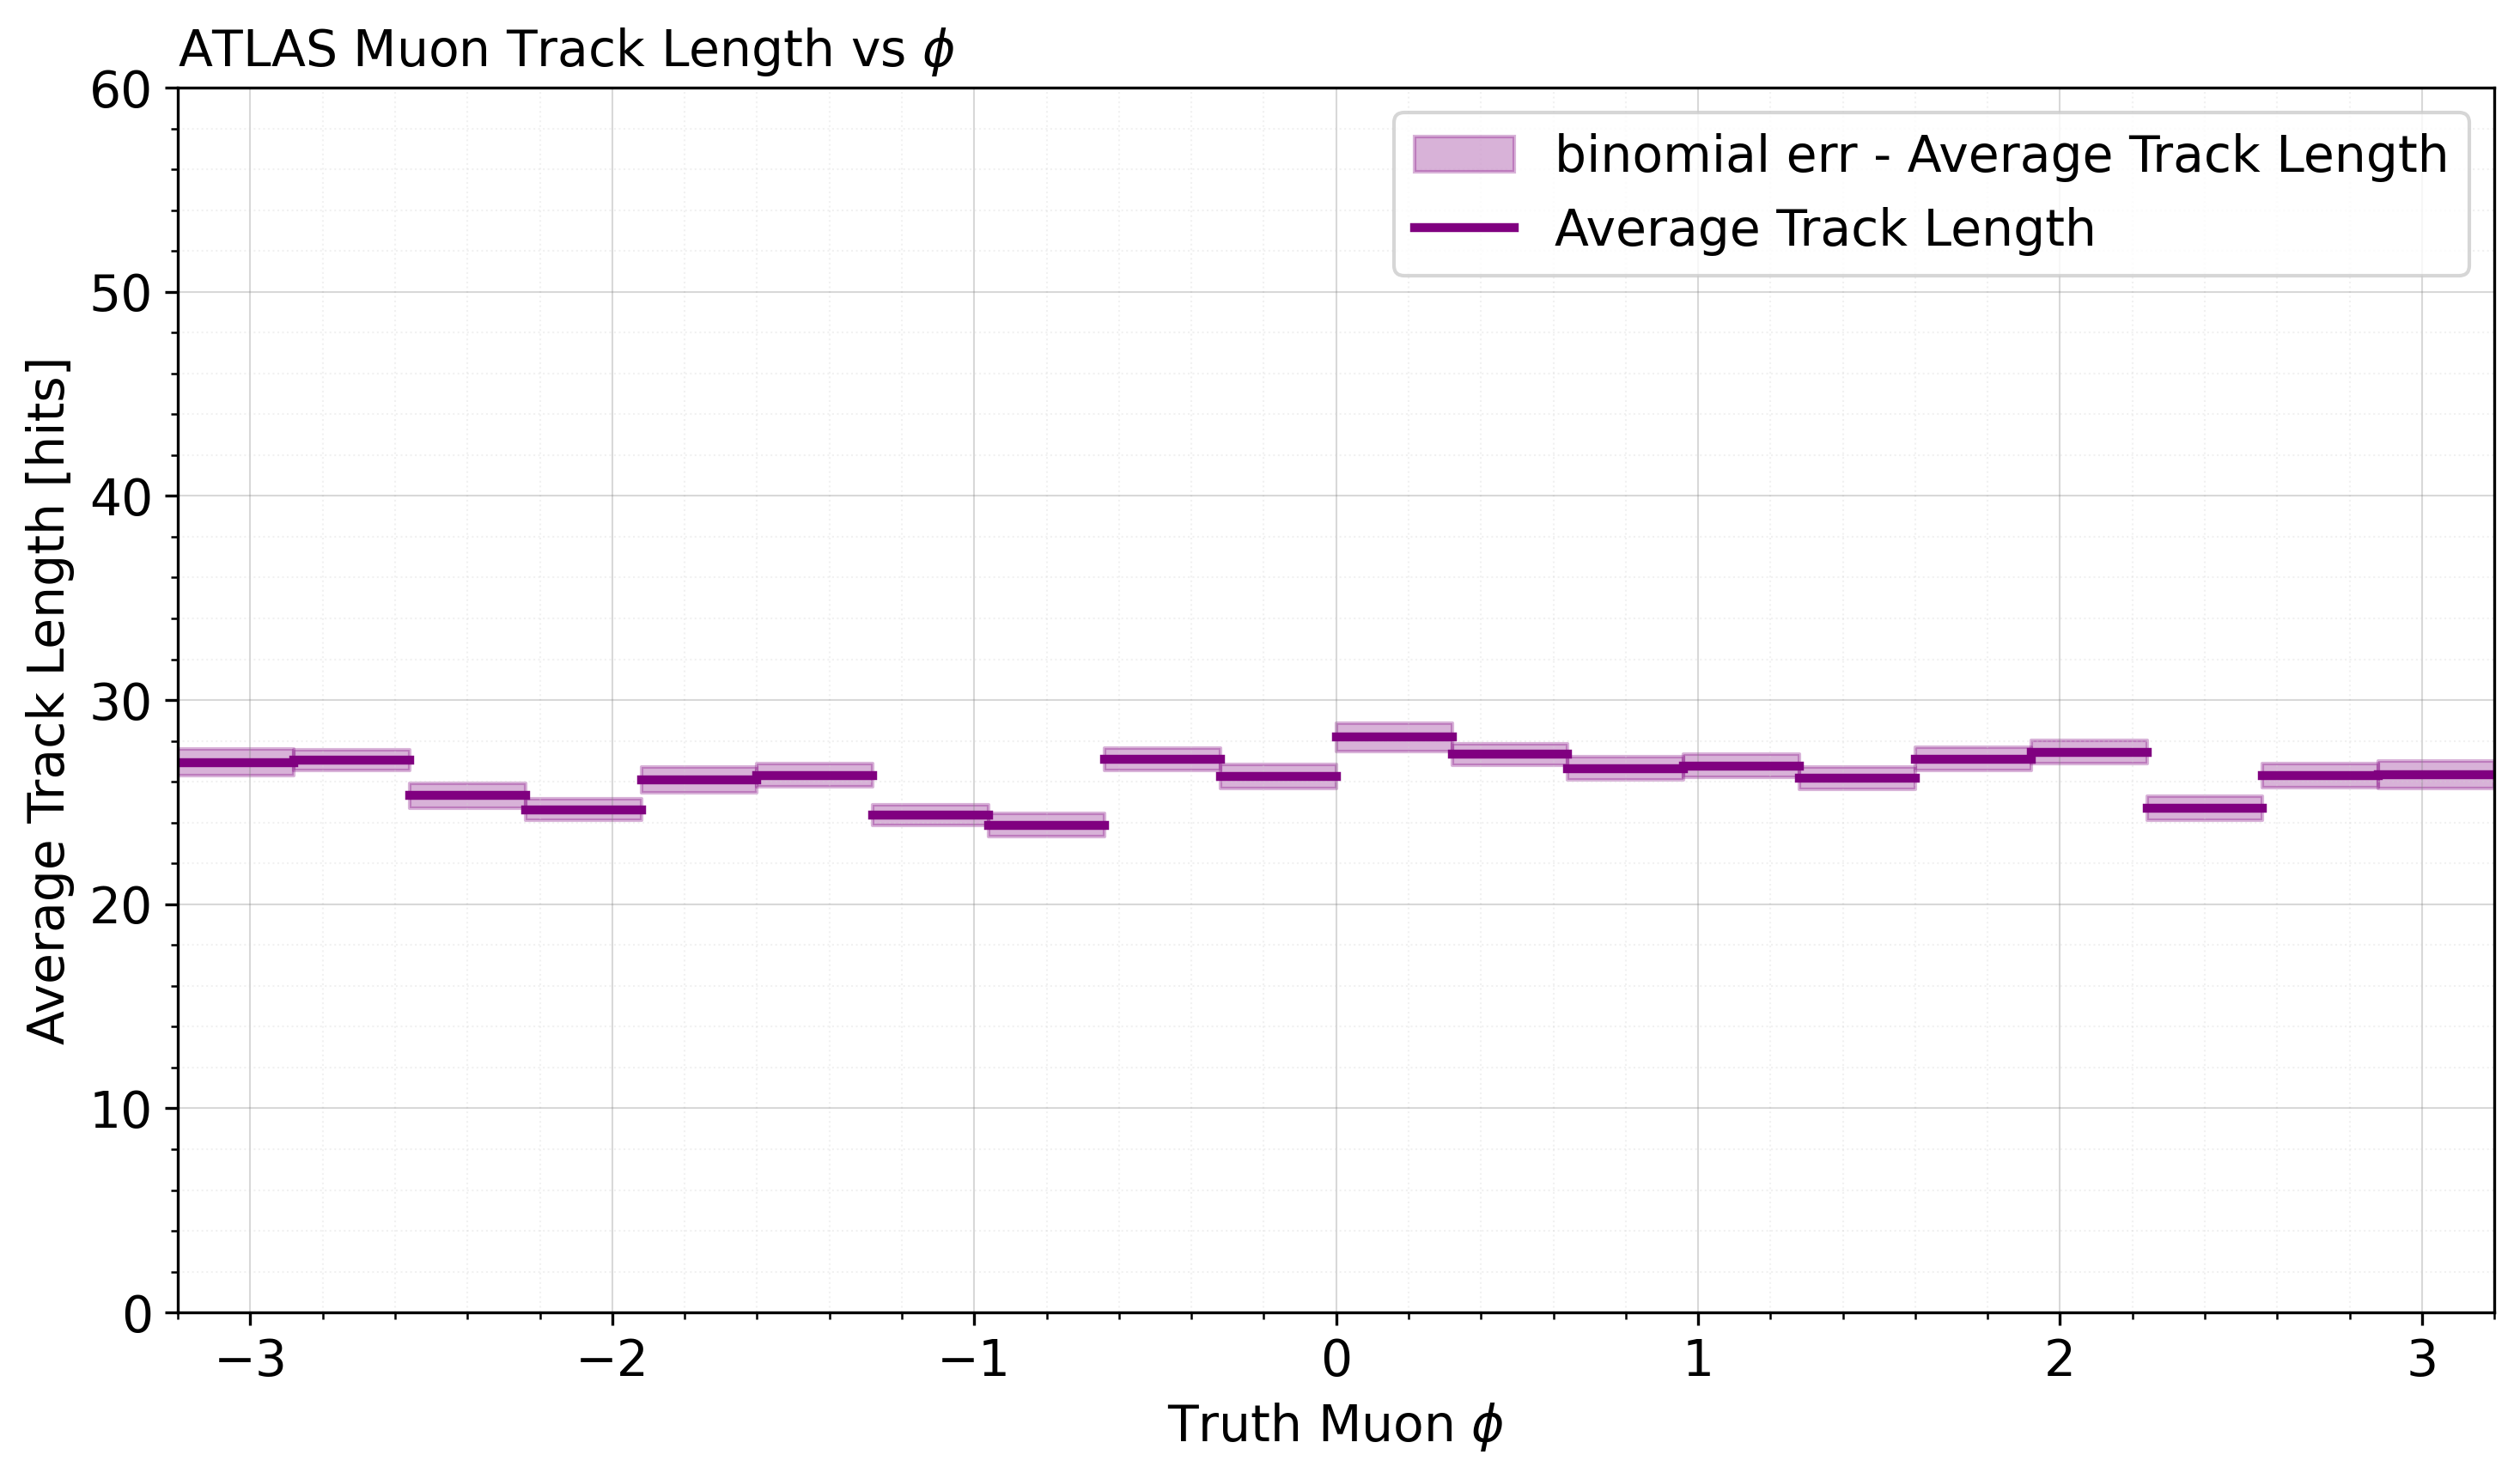 ATLAS Muon Track Length vs ϕ
binomial err - Average Track Length
Average Track Length
Average Track Length [hits]
60
50
40
30
20
10
0
−3
−2
−1
0
1
2
3
Truth Muon ϕ